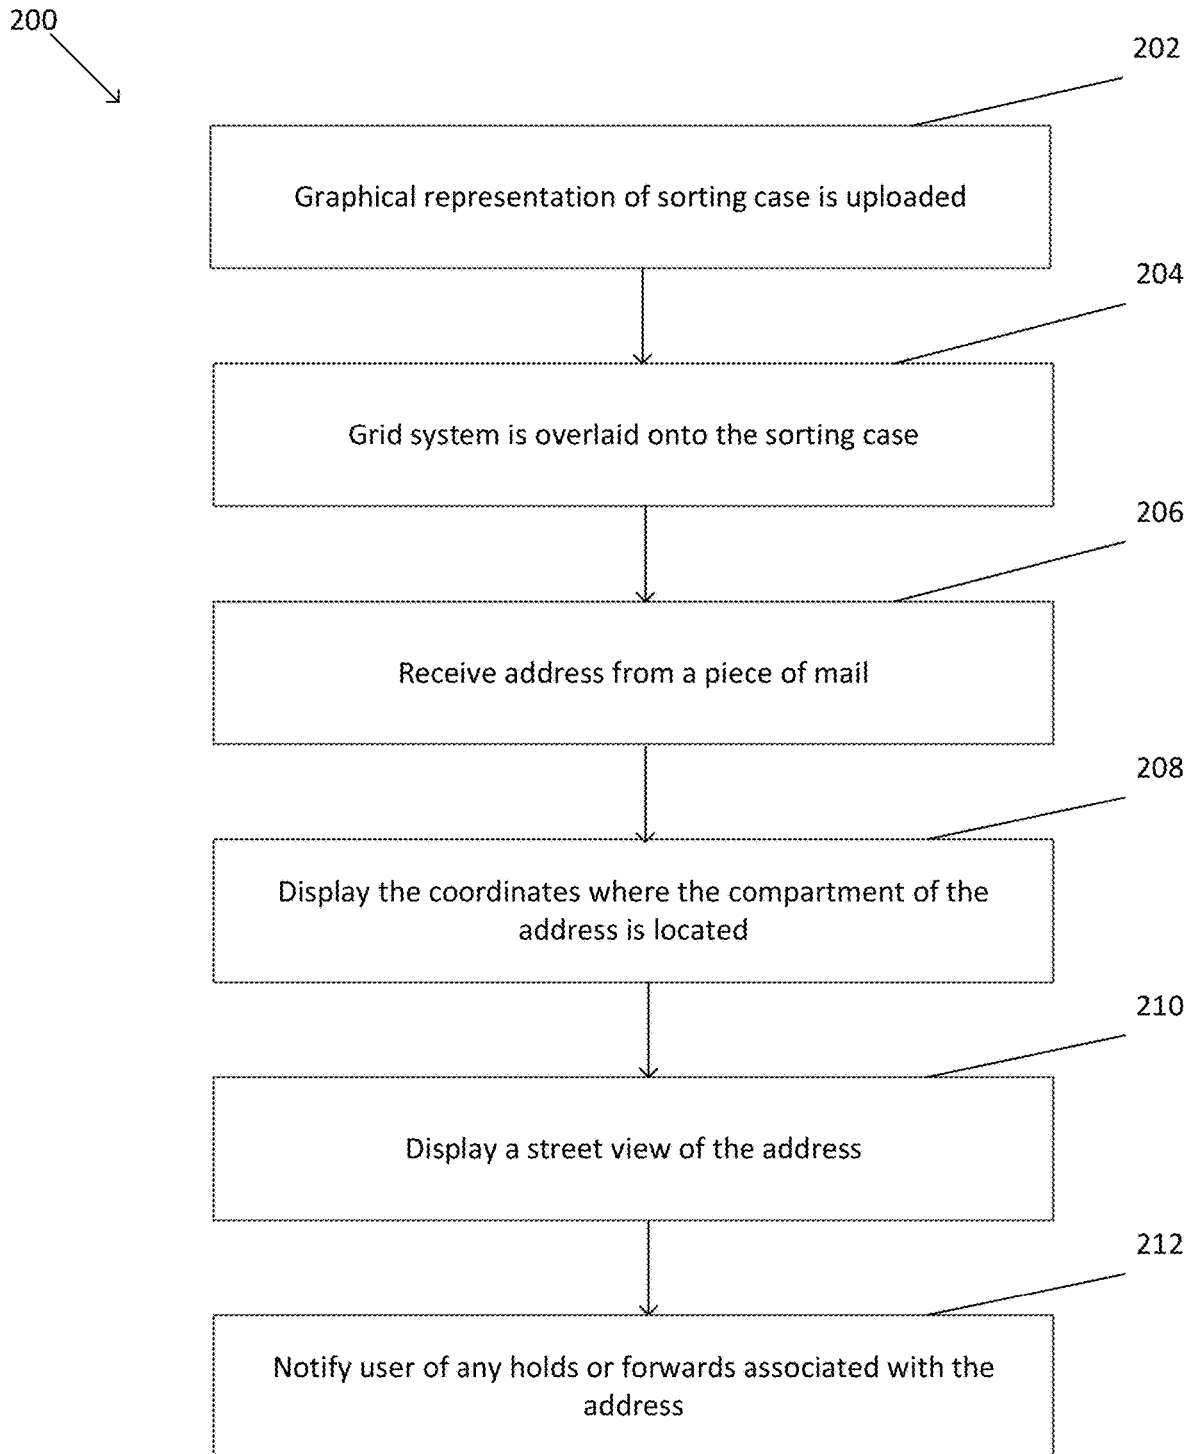 200
202
Graphical representation of sorting case is uploaded
204
Grid system is overlaid onto the sorting case
206
Receive address from a piece of mail
208
Display the coordinates where the compartment of the
address is located
210
Display a street view of the address
212
Notify user of any holds or forwards associated with the
address